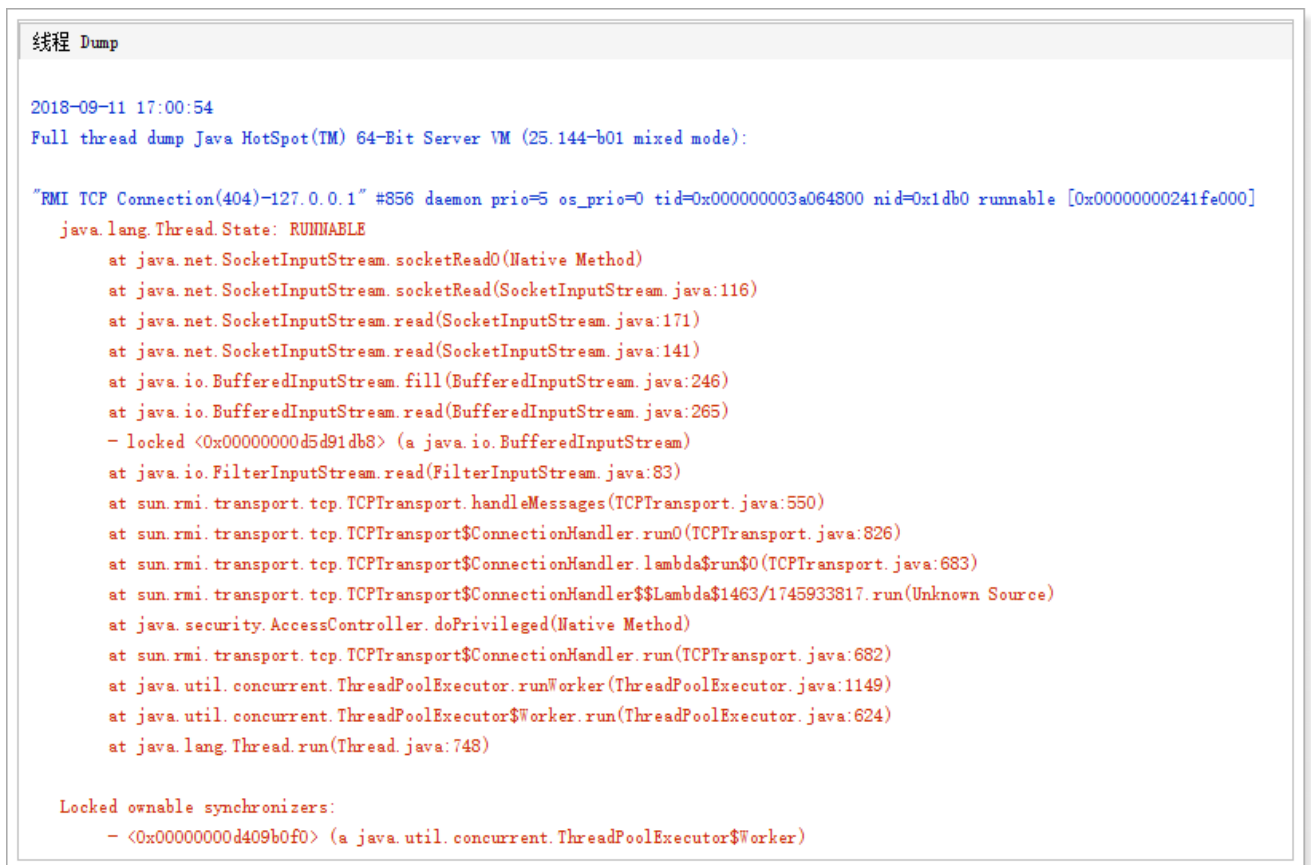 线程 Dump
2018-09-11 17:00:54
Full thread dump Java HotSpot(TM) 64-Bit Server VM (25.144-b01 mixed mode):
"RMI TCP Connection(404)-127.0.0.1" #856 daemon prio=5 os_prio=0 tid=0x000000003a064800 nid=0x1db0 runnable [0x00000000241fe000]
java.lang.Thread.State: RUNNABLE
at java.net.SocketInputStream.socketRead0(Native Method)
at java.net.SocketInputStream.socketRead(SocketInputStream.java:116)
at java.net.SocketInputStream.read(SocketInputStream.java:171)
at java.net.SocketInputStream.read(SocketInputStream.java:141)
at java.io.BufferedInputStream.fill(BufferedInputStream.java:246)
at java.io.BufferedInputStream.read(BufferedInputStream.java:265)
- locked <0x00000000d5d91db8> (a java.io.BufferedInputStream)
at java.io.FilterInputStream.read(FilterInputStream.java:83)
at sun.rmi.transport.tcp.TCPTransport.handleMessages(TCPTransport.java:550)
at sun.rmi.transport.tcp.TCPTransport$ConnectionHandler.run0(TCPTransport.java:826)
at sun.rmi.transport.tcp.TCPTransport$ConnectionHandler.lambda$run$0(TCPTransport.java:683)
at sun.rmi.transport.tcp.TCPTransport$ConnectionHandler$$Lambda$1463/1745933817.run(Unknown Source)
at java.security.AccessController.doPrivileged(Native Method)
at sun.rmi.transport.tcp.TCPTransport$ConnectionHandler.run(TCPTransport.java:682)
at java.util.concurrent.ThreadPoolExecutor.runWorker(ThreadPoolExecutor.java:1149)
at java.util.concurrent.ThreadPoolExecutor$Worker.run(ThreadPoolExecutor.java:624)
at java.lang.Thread.run(Thread.java:748)
Locked ownable synchronizers:
- <0x00000000d409b0f0> (a java.util.concurrent.ThreadPoolExecutor$Worker)